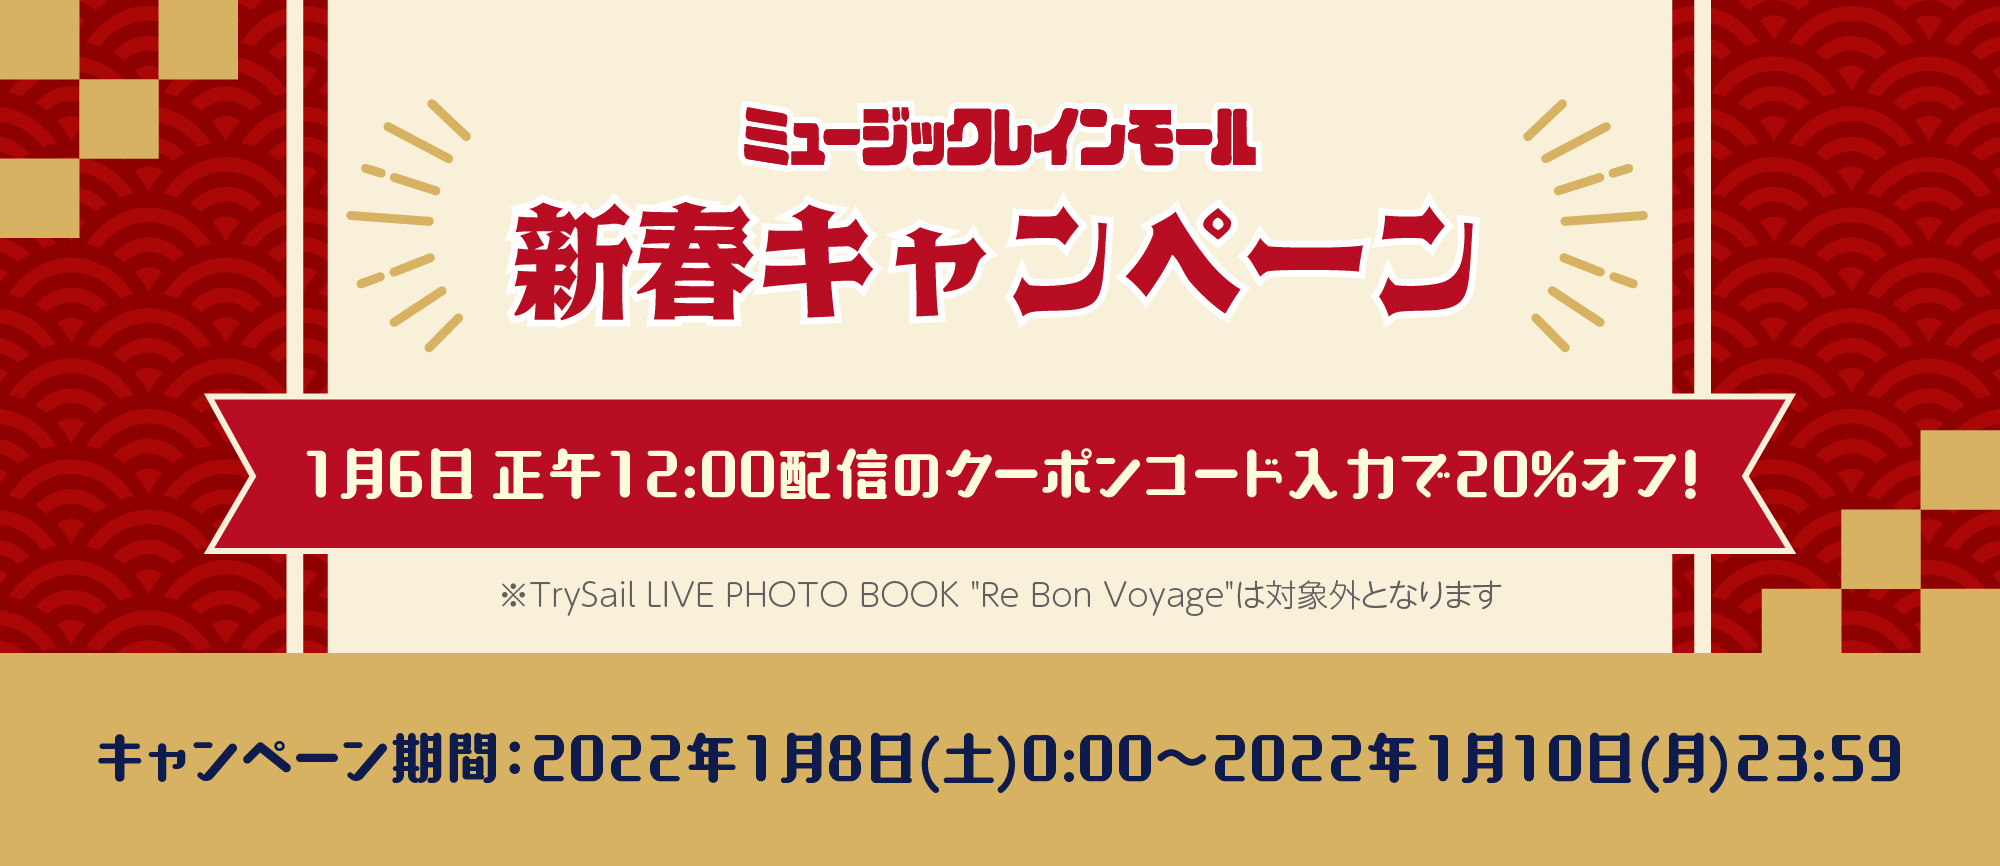 ミュージックレインモール
新春キャンペーン
1月6日 正午12:00配信のクーポンコード入力で20%オフ!
※TrySail LIVE PHOTO BOOK "Re Bon Voyage"は対象外となります
キャンペーン期間：2022年1月8日(土)0:00～2022年1月10日(月)23:59